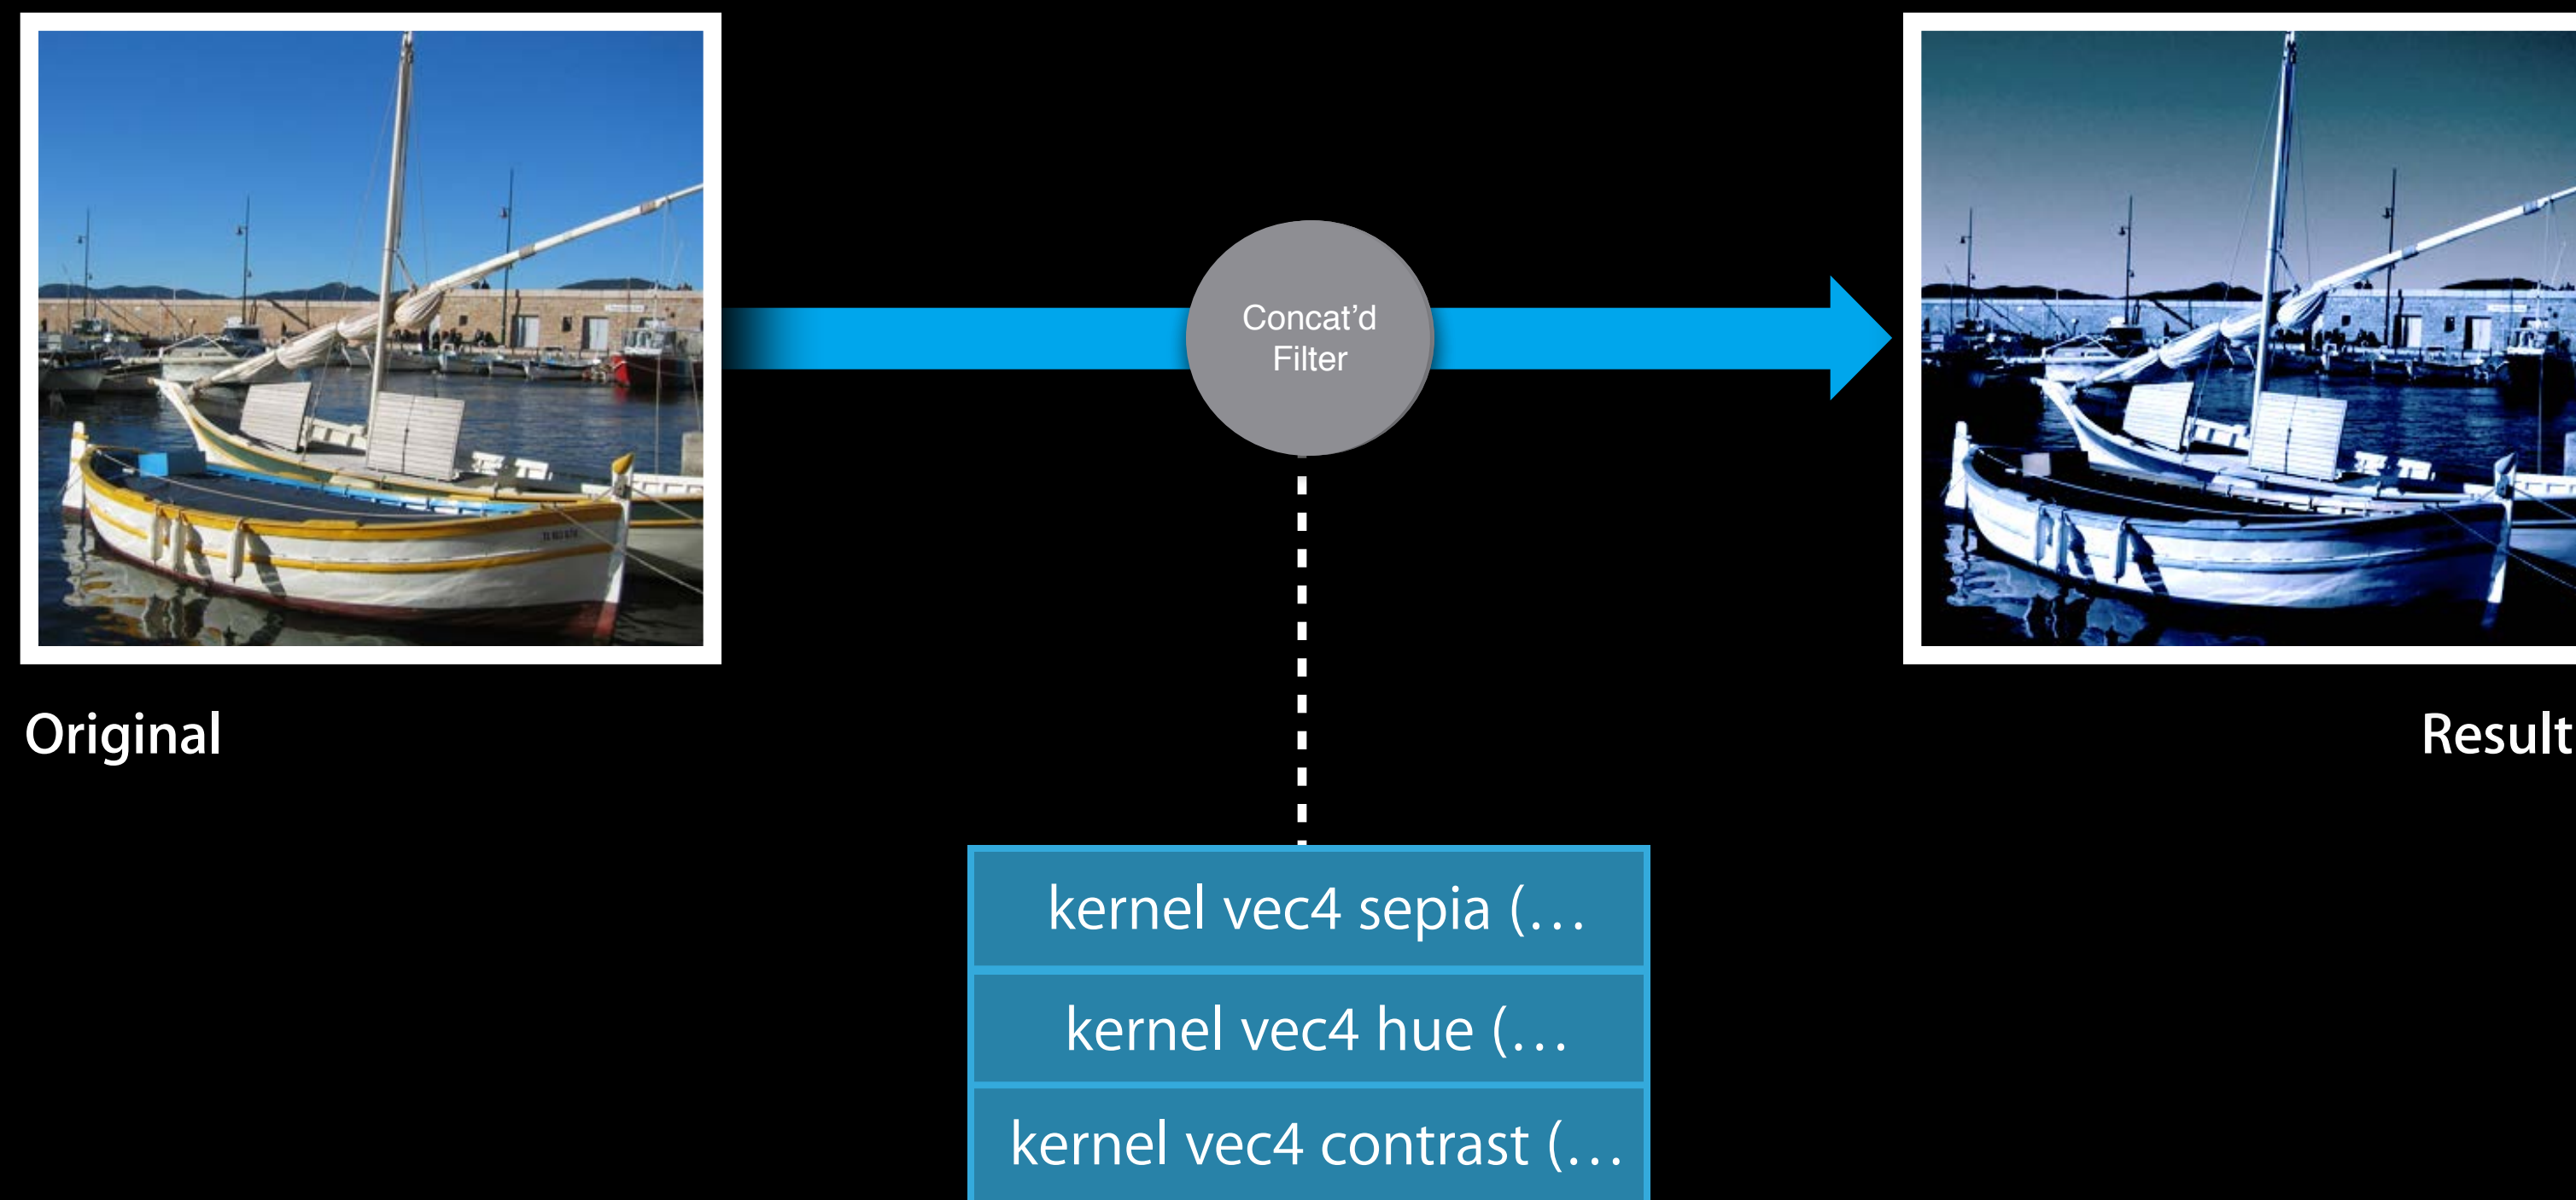 Concat’d
Filter
Original
Result
kernel vec4 sepia (…
kernel vec4 hue (…
kernel vec4 contrast (…